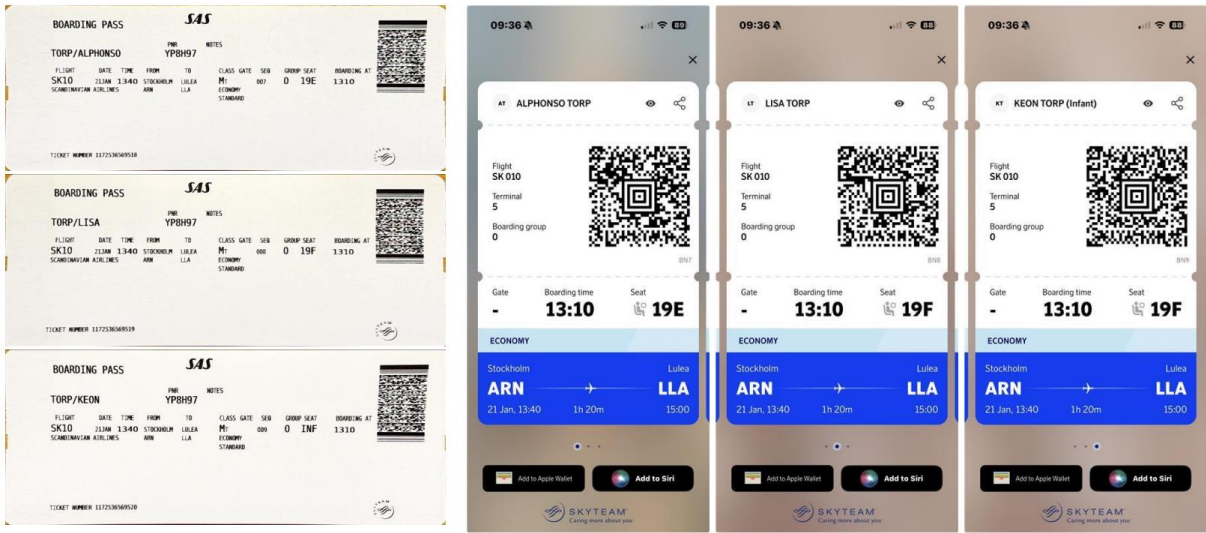 BOARDING PASS SAS
PNR NOTES
TORP/ALPHONSO YP8H97
FLIGHT DATE TIME FROM TO CLASS GATE SEQ GROUP SEAT BOARDING AT
SK10 21JAN 1340 STOCKHOLM LULEA M 007 0 19E 1310
SCANDINAVIAN AIRLINES ARN LLA ECONOMY
STANDARD
TICKET NUMBER 1172536569518
SKYTEAM
BOARDING PASS SAS
PNR NOTES
TORP/LISA YP8H97
FLIGHT DATE TIME FROM TO CLASS GATE SEQ GROUP SEAT BOARDING AT
SK10 21JAN 1340 STOCKHOLM LULEA M 008 0 19F 1310
SCANDINAVIAN AIRLINES ARN LLA ECONOMY
STANDARD
TICKET NUMBER 1172536569519
SKYTEAM
BOARDING PASS SAS
PNR NOTES
TORP/KEON YP8H97
FLIGHT DATE TIME FROM TO CLASS GATE SEQ GROUP SEAT BOARDING AT
SK10 21JAN 1340 STOCKHOLM LULEA M 009 0 INF 1310
SCANDINAVIAN AIRLINES ARN LLA ECONOMY
STANDARD
TICKET NUMBER 1172536569520
SKYTEAM
09:36 89
AT ALPHONSO TORP
Flight
SK 010
Terminal
5
Boarding group
0
BN7
Gate Boarding time Seat
- 13:10 19E
ECONOMY
Stockholm Lulea
ARN LLA
21 Jan, 13:40 1h 20m 15:00
Add to Apple Wallet Add to Siri
SKYTEAM
Caring more about you
09:36 88
LT LISA TORP
Flight
SK 010
Terminal
5
Boarding group
0
BN8
Gate Boarding time Seat
- 13:10 19F
ECONOMY
Stockholm Lulea
ARN LLA
21 Jan, 13:40 1h 20m 15:00
Add to Apple Wallet Add to Siri
SKYTEAM
Caring more about you
09:36 88
KT KEON TORP (Infant)
Flight
SK 010
Terminal
5
Boarding group
0
BN9
Gate Boarding time Seat
- 13:10 19F
ECONOMY
Stockholm Lulea
ARN LLA
21 Jan, 13:40 1h 20m 15:00
Add to Apple Wallet Add to Siri
SKYTEAM
Caring more about you